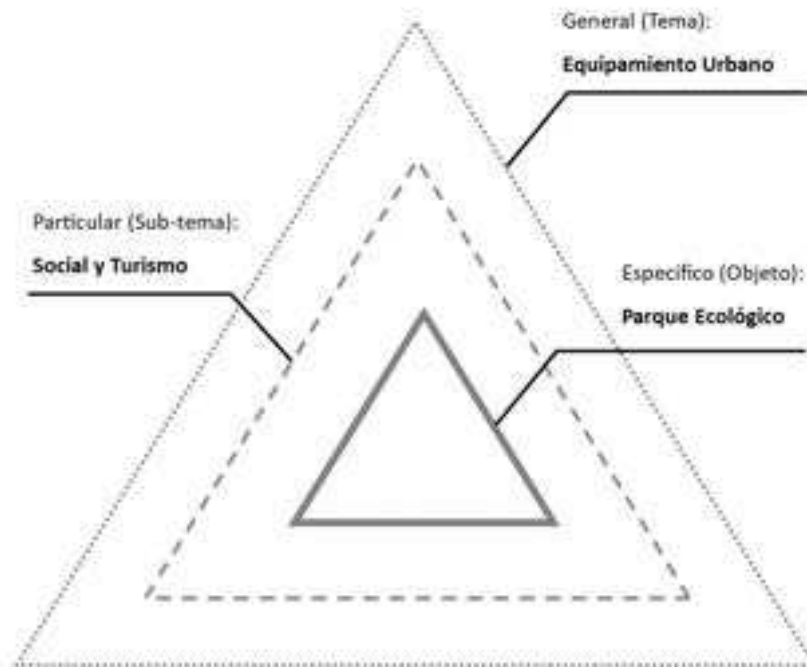 General (Tema):
Equipamiento Urbano
Particular (Sub-tema):
Social y Turismo
Específico (Objeto):
Parque Ecológico